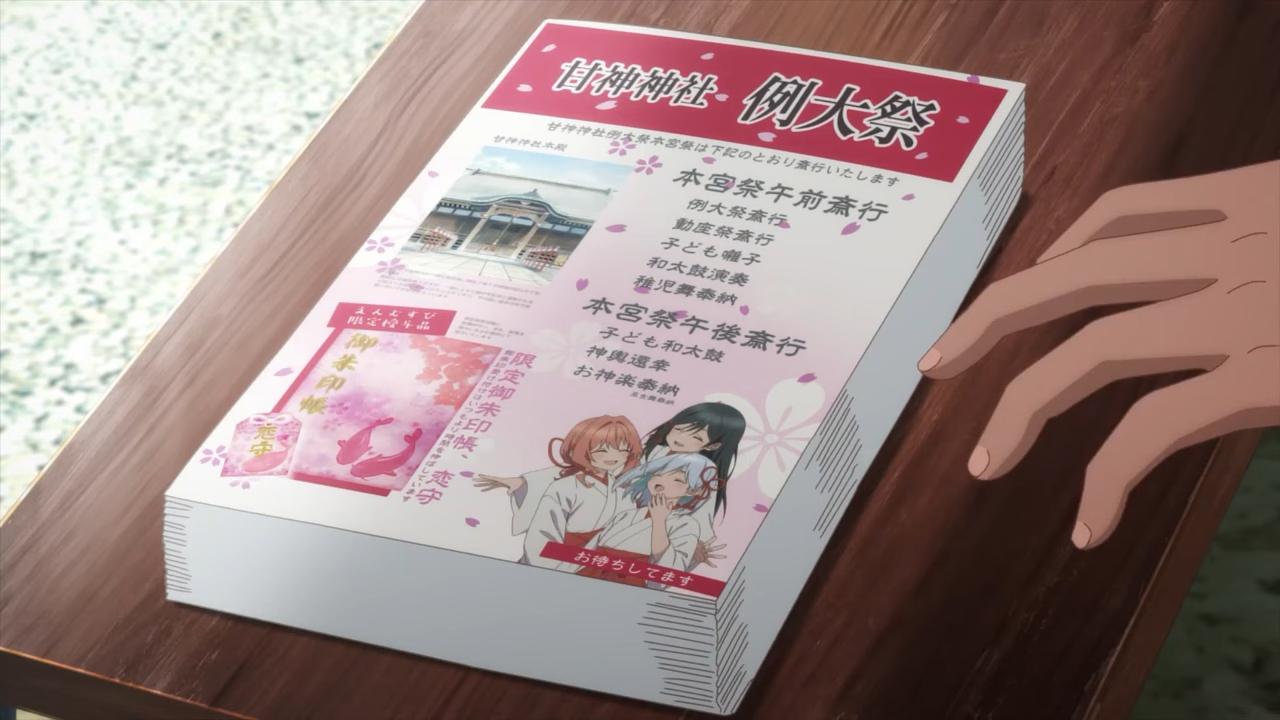 甘神神社 例大祭
甘神神社例大祭本宮祭は下記のとおり斎行いたします
甘神神社本殿
本宮祭午前斎行
例大祭斎行
動座祭斎行
子ども囃子
和太鼓演奏
稚児舞奉納
本宮祭午後斎行
子ども和太鼓
神輿還幸
お神楽奉納
えんむすび
限定授与品
御朱印帳
恋守
限定御朱印帳、恋守
お待ちしてます